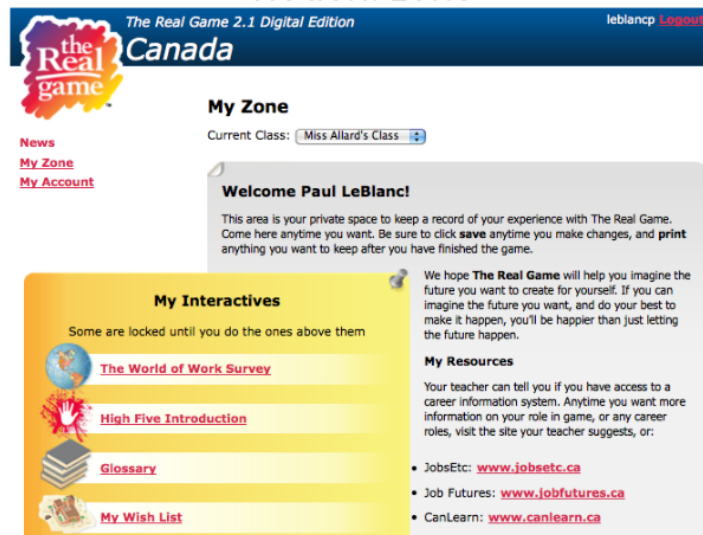 The Real Game 2.1 Digital Edition
leblancp Logout
the
Real
game
Canada
News
My Zone
My Account
My Zone
Current Class: Miss Allard's Class
Welcome Paul LeBlanc!
This area is your private space to keep a record of your experience with The Real Game.
Come here anytime you want. Be sure to click save anytime you make changes, and print
anything you want to keep after you have finished the game.
My Interactives
Some are locked until you do the ones above them
The World of Work Survey
High Five Introduction
Glossary
My Wish List
We hope The Real Game will help you imagine the
future you want to create for yourself. If you can
imagine the future you want, and do your best to
make it happen, you'll be happier than just letting
the future happen.
My Resources
Your teacher can tell you if you have access to a
career information system. Anytime you want more
information on your role in game, or any career
roles, visit the site your teacher suggests, or:
• JobsEtc: www.jobsetc.ca
• Job Futures: www.jobfutures.ca
• CanLearn: www.canlearn.ca